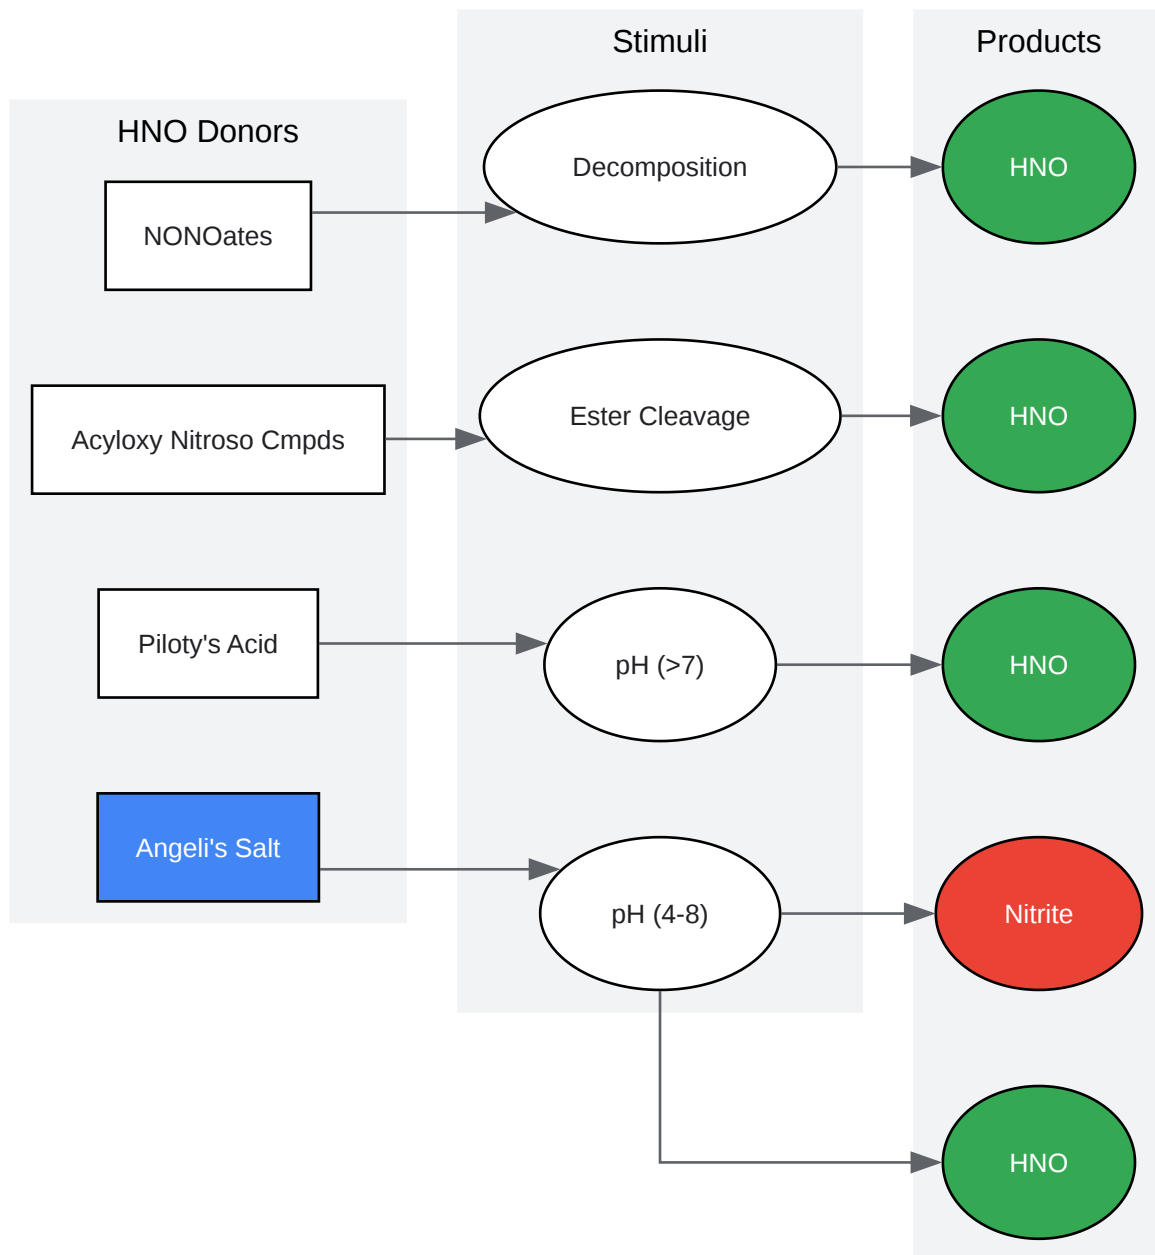 HNO Donors
NONOates
Acyloxy Nitroso Cmpds
Piloty's Acid
Angeli's Salt
Stimuli
Decomposition
Ester Cleavage
pH (>7)
pH (4-8)
Products
HNO
HNO
HNO
Nitrite
HNO